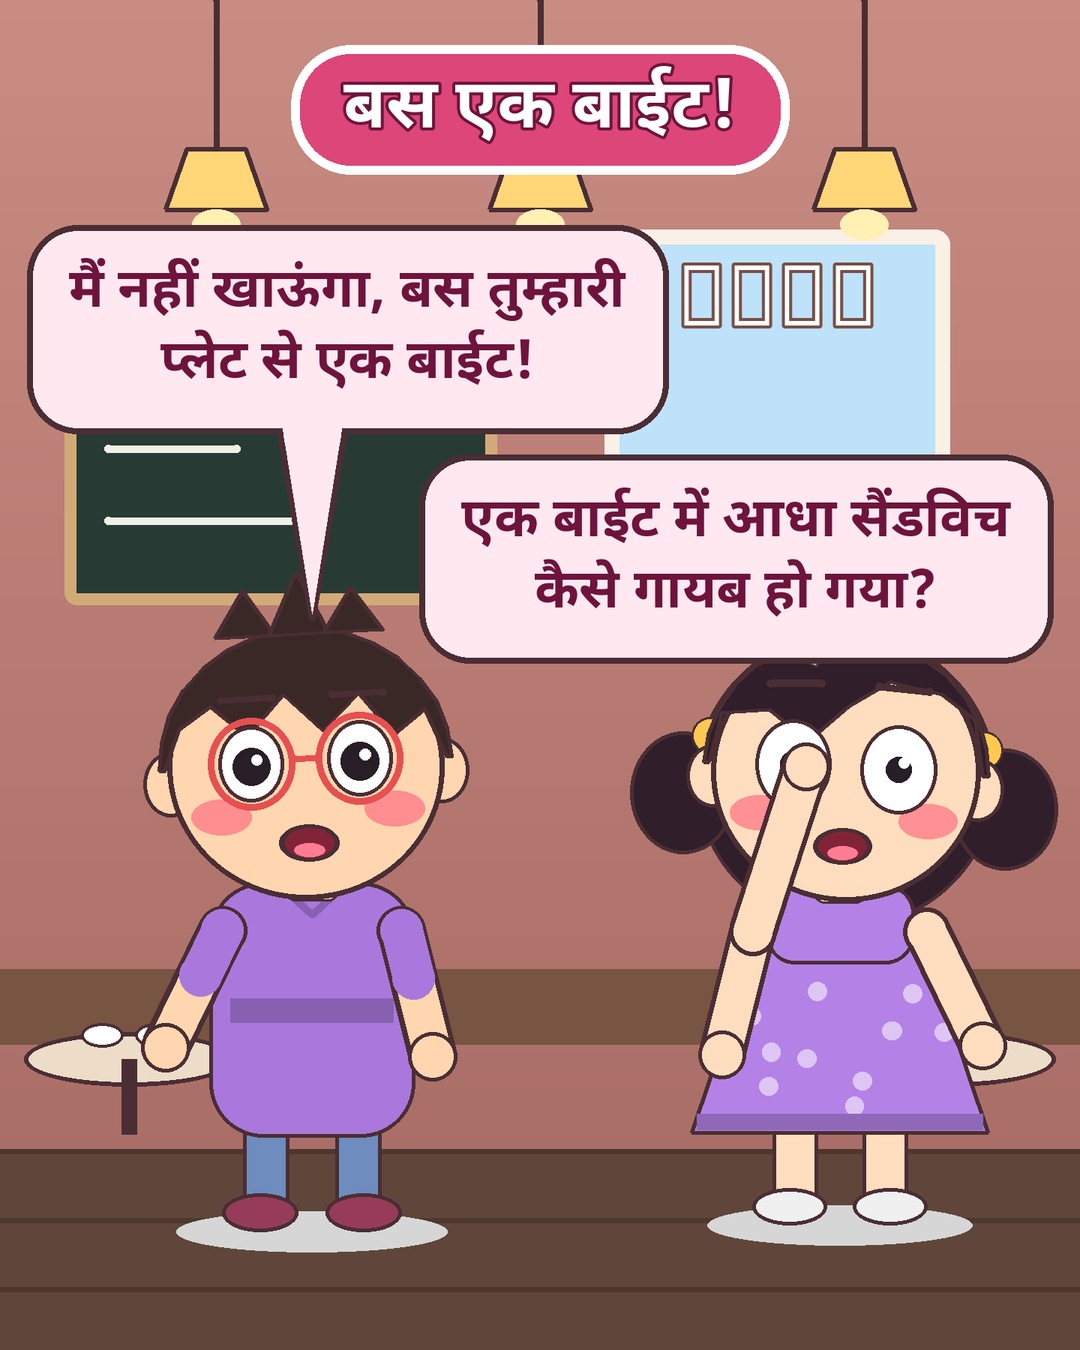 बस एक बाईट!
मैं नहीं खाऊंगा, बस तुम्हारी
प्लेट से एक बाईट!
एक बाईट में आधा सैंडविच
कैसे गायब हो गया?